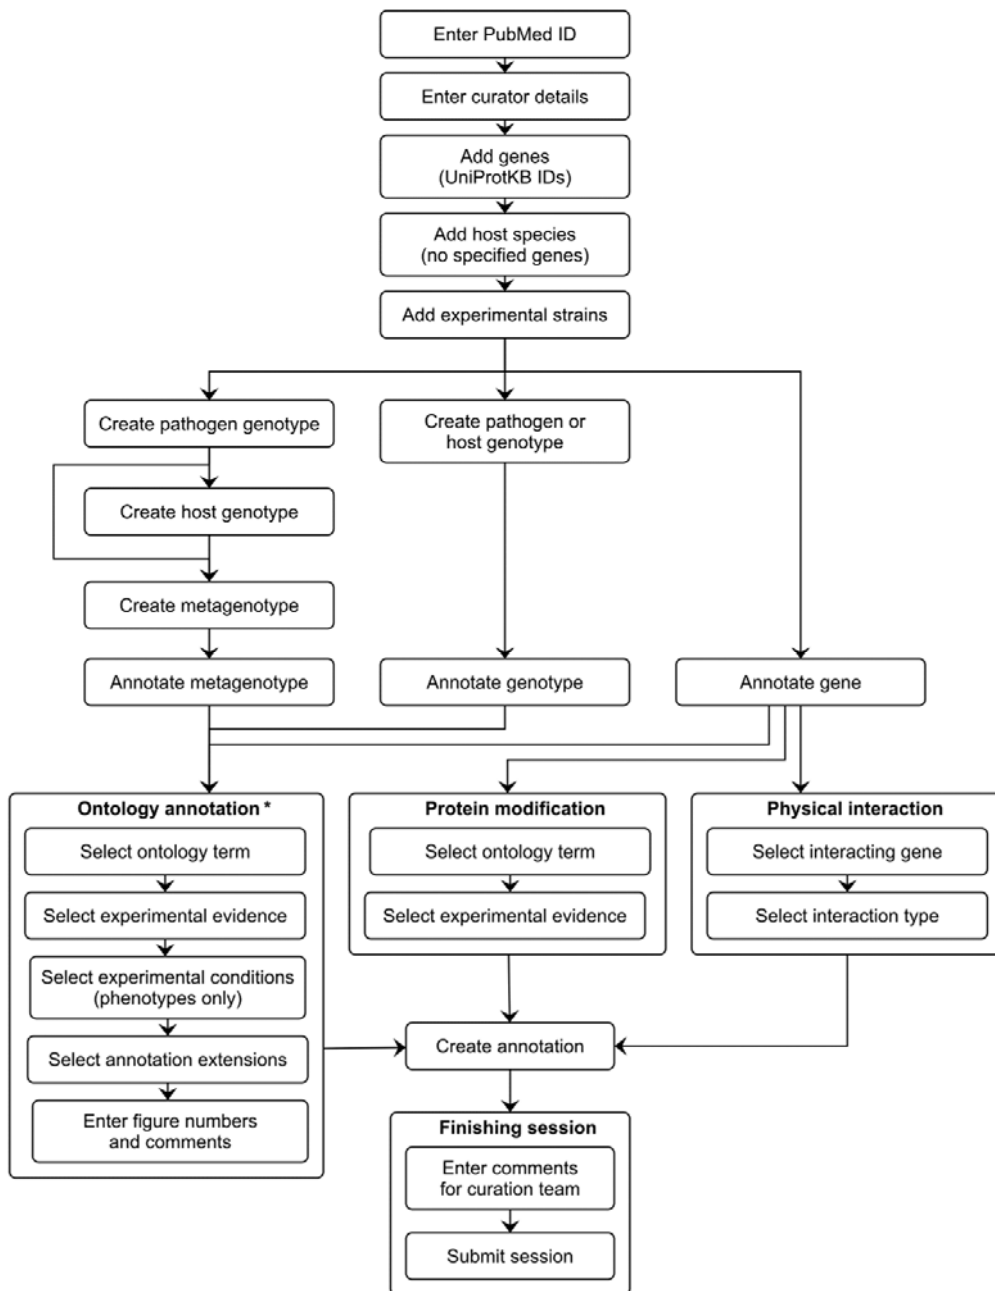 Enter PubMed ID
Enter curator details
Add genes
(UniProtKB IDs)
Add host species
(no specified genes)
Add experimental strains
Create pathogen genotype
Create pathogen or
host genotype
Create host genotype
Create metagenotype
Annotate metagenotype
Annotate genotype
Annotate gene
Ontology annotation *
Select ontology term
Select experimental evidence
Select experimental conditions
(phenotypes only)
Select annotation extensions
Enter figure numbers
and comments
Protein modification
Select ontology term
Select experimental evidence
Physical interaction
Select interacting gene
Select interaction type
Create annotation
Finishing session
Enter comments
for curation team
Submit session